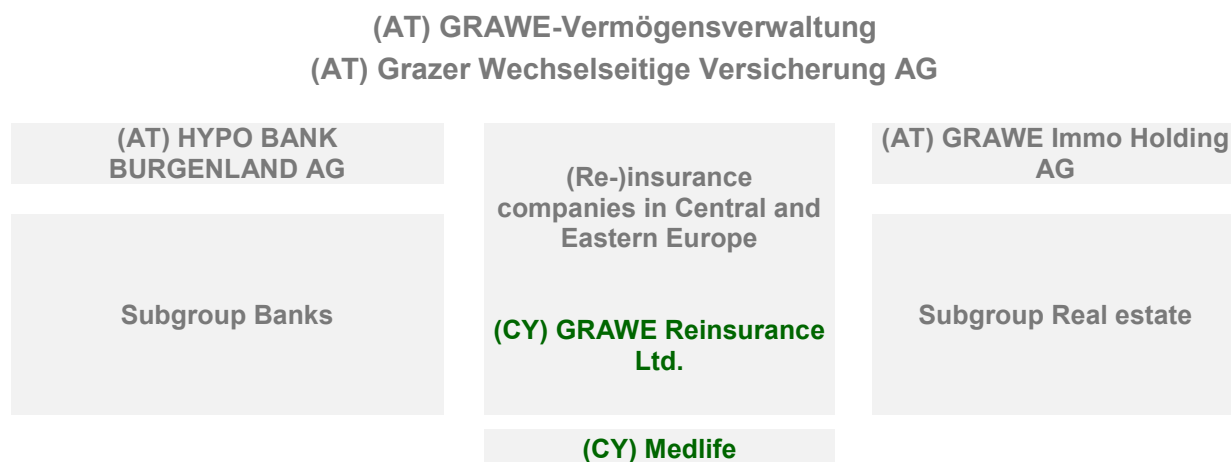 (AT) GRAWE-Vermögensverwaltung
(AT) Grazer Wechselseitige Versicherung AG
(AT) HYPO BANK
BURGENLAND AG
Subgroup Banks
(Re-)insurance
companies in Central and
Eastern Europe
(CY) GRAWE Reinsurance
Ltd.
(CY) Medlife
(AT) GRAWE Immo Holding
AG
Subgroup Real estate